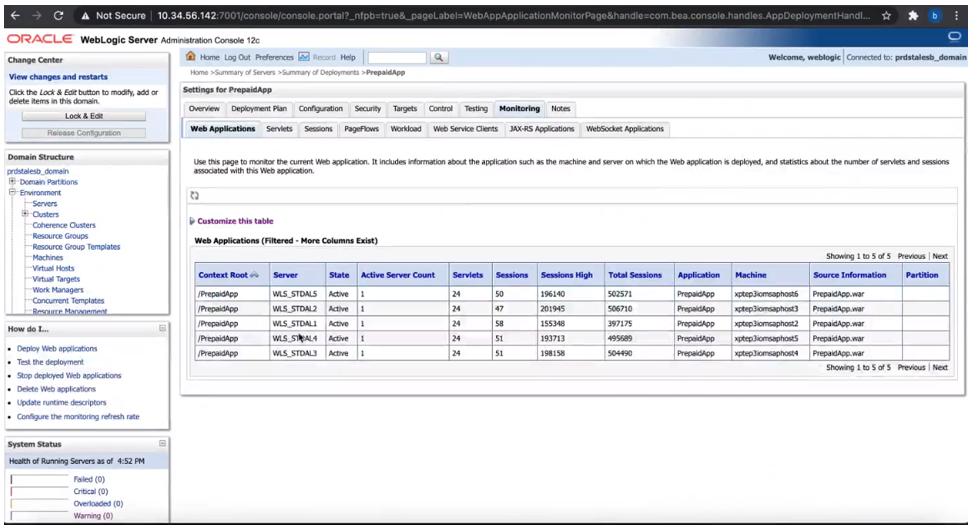 Not Secure | 10.34.56.142:7001/console/console.portal?_nfpb=true&_pageLabel=WebAppApplicationMonitorPage&handle=com.bea.console.handles.AppDeploymentHandl...
b
ORACLE WebLogic Server Administration Console 12c
Change Center
View changes and restarts
Click the Lock & Edit button to modify, add or
delete items in this domain.
Lock & Edit
Release Configuration
Domain Structure
prdstalesb_domain
Domain Partitions
Environment
Servers
Clusters
Coherence Clusters
Resource Groups
Resource Group Templates
Machines
Virtual Hosts
Virtual Targets
Work Managers
Concurrent Templates
Resource Management
How do I...
Deploy Web applications
Test the deployment
Stop deployed Web applications
Delete Web applications
Update runtime descriptors
Configure the monitoring refresh rate
System Status
Health of Running Servers as of 4:52 PM
Failed (0)
Critical (0)
Overloaded (0)
Warning (0)
Home Log Out Preferences Record Help
Welcome, weblogic Connected to: prdstalesb_domain
Home >Summary of Servers >Summary of Deployments >PrepaidApp
Settings for PrepaidApp
Overview Deployment Plan Configuration Security Targets Control Testing Monitoring Notes
Web Applications Servlets Sessions PageFlows Workload Web Service Clients JAX-RS Applications WebSocket Applications
Use this page to monitor the current Web application. It includes information about the application such as the machine and server on which the Web application is deployed, and statistics about the number of servlets and sessions
associated with this Web application.
Customize this table
Web Applications (Filtered - More Columns Exist)
Showing 1 to 5 of 5 Previous | Next
Context Root Server State Active Server Count Servlets Sessions Sessions High Total Sessions Application Machine Source Information Partition
/PrepaidApp WLS_STDAL5 Active 1 24 50 196140 502571 PrepaidApp xptep3iomsaphost6 PrepaidApp.war
/PrepaidApp WLS_STDAL2 Active 1 24 47 201945 506710 PrepaidApp xptep3iomsaphost3 PrepaidApp.war
/PrepaidApp WLS_STDAL1 Active 1 24 58 155348 397175 PrepaidApp xptep3iomsaphost2 PrepaidApp.war
/PrepaidApp WLS_STDAL4 Active 1 24 51 193713 495689 PrepaidApp xptep3iomsaphost5 PrepaidApp.war
/PrepaidApp WLS_STDAL3 Active 1 24 51 198158 504490 PrepaidApp xptep3iomsaphost4 PrepaidApp.war
Showing 1 to 5 of 5 Previous | Next